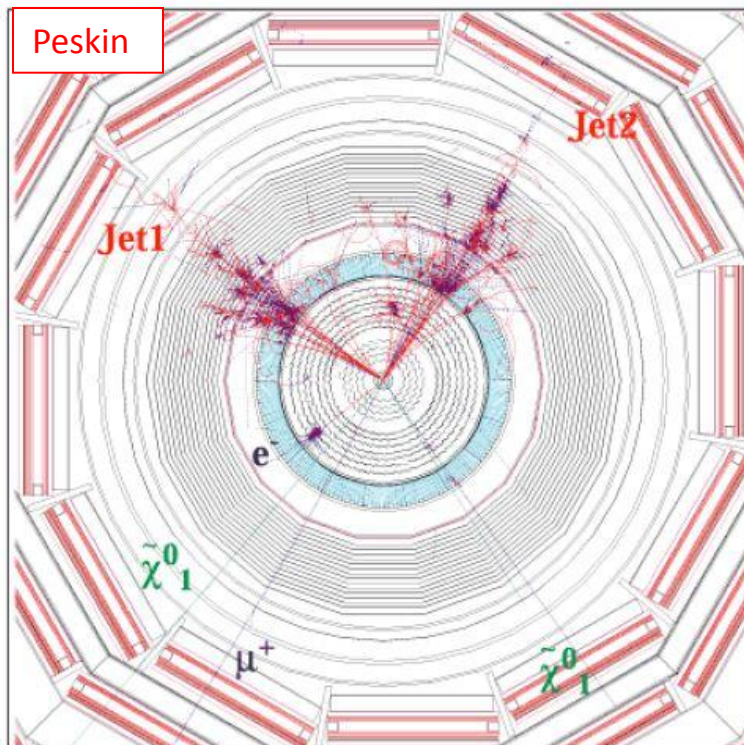 Peskin
Jet2
Jet1
e⁻
χ̃⁰₁
μ⁺
χ̃⁰₁